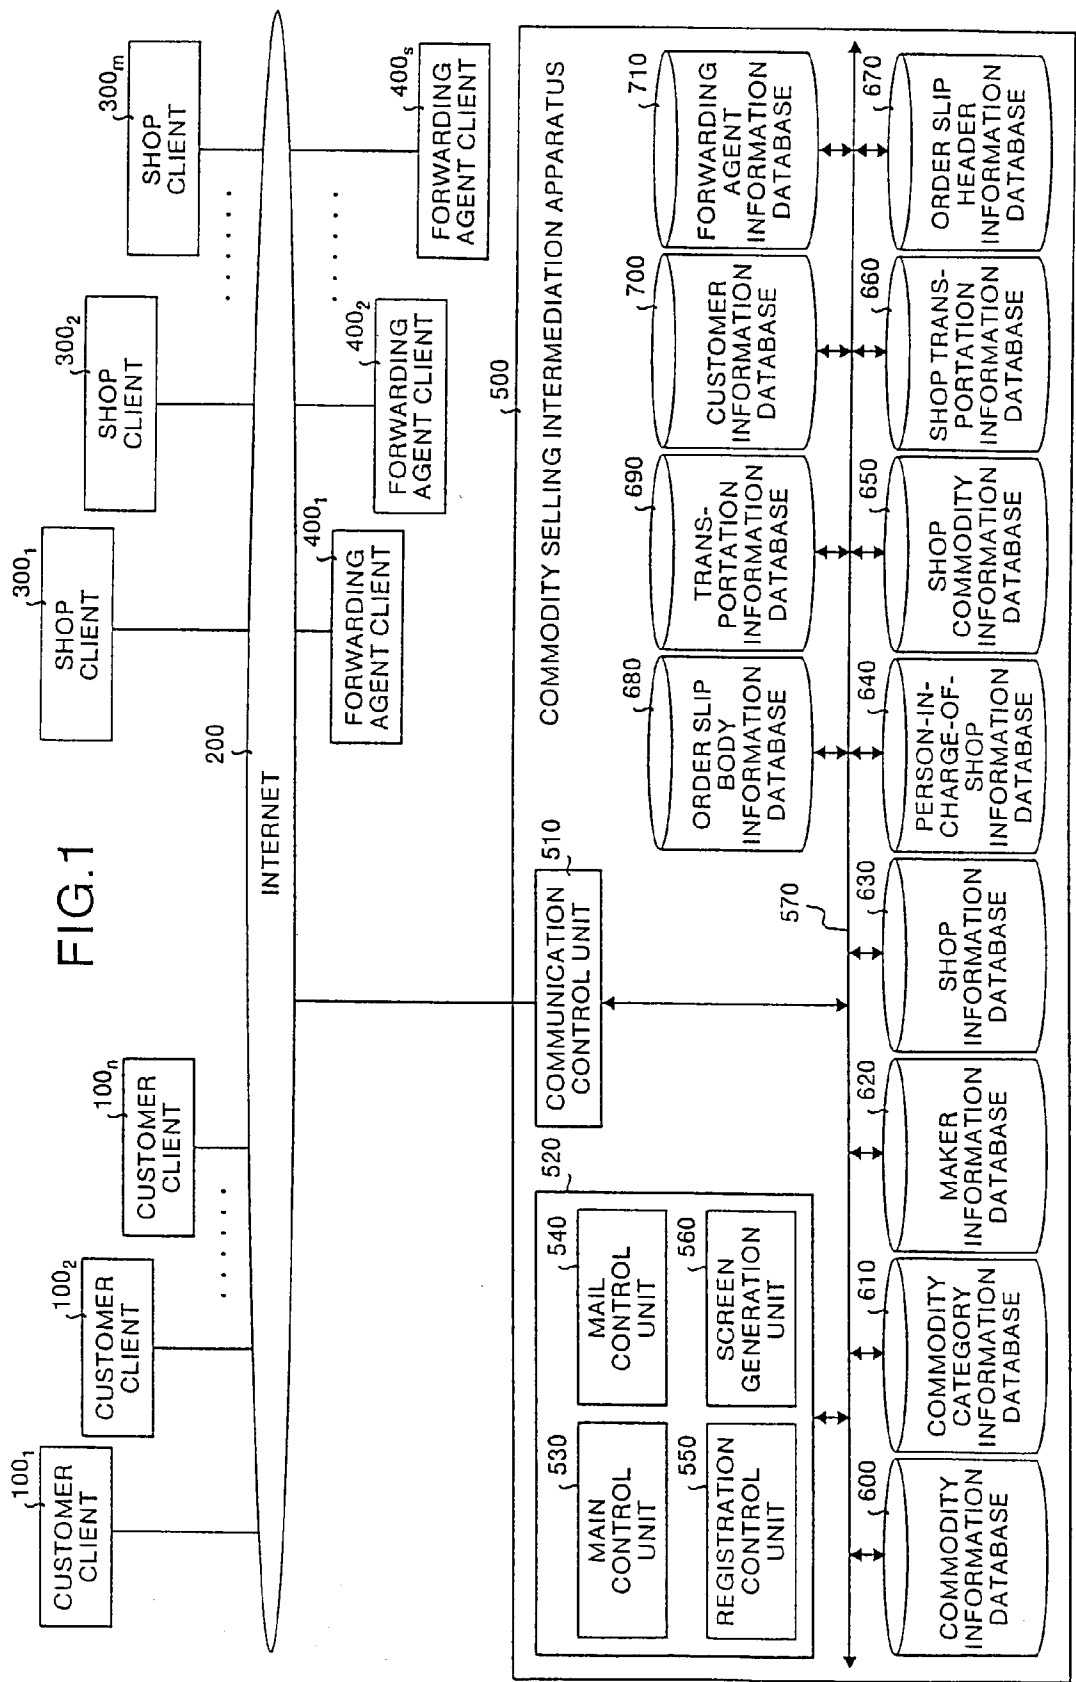 FIG.1
100₁
CUSTOMER
CLIENT
100₂
CUSTOMER
CLIENT
100ₙ
CUSTOMER
CLIENT
......
300₁
SHOP
CLIENT
300₂
SHOP
CLIENT
300ₘ
SHOP
CLIENT
......
200
INTERNET
400₁
FORWARDING
AGENT CLIENT
400₂
FORWARDING
AGENT CLIENT
400ₛ
FORWARDING
AGENT CLIENT
......
500
COMMODITY SELLING INTERMEDIATION APPARATUS
510
COMMUNICATION
CONTROL UNIT
520
530
MAIN
CONTROL
UNIT
540
MAIL
CONTROL
UNIT
550
REGISTRATION
CONTROL
UNIT
560
SCREEN
GENERATION
UNIT
570
680
ORDER SLIP
BODY
INFORMATION
DATABASE
690
TRANS-
PORTATION
INFORMATION
DATABASE
700
CUSTOMER
INFORMATION
DATABASE
710
FORWARDING
AGENT
INFORMATION
DATABASE
600
COMMODITY
INFORMATION
DATABASE
610
COMMODITY
CATEGORY
INFORMATION
DATABASE
620
MAKER
INFORMATION
DATABASE
630
SHOP
INFORMATION
DATABASE
640
PERSON-IN-
CHARGE-OF-
SHOP
INFORMATION
DATABASE
650
SHOP
COMMODITY
INFORMATION
DATABASE
660
SHOP TRANS-
PORTATION
INFORMATION
DATABASE
670
ORDER SLIP
HEADER
INFORMATION
DATABASE